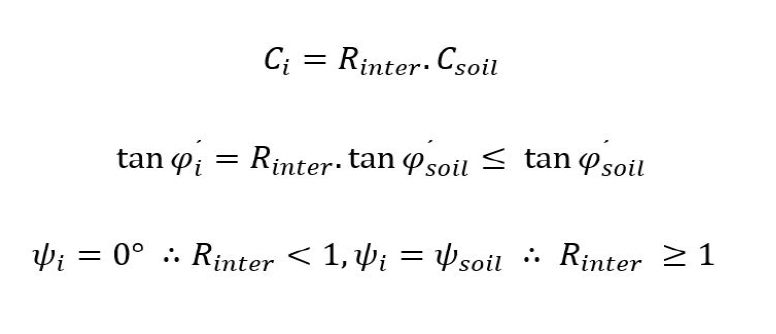 C_i = R_inter. C_soil
tan φ´_i = R_inter. tan φ´_soil ≤ tan φ´_soil
ψ_i = 0° ∴ R_inter < 1, ψ_i = ψ_soil ∴ R_inter ≥ 1